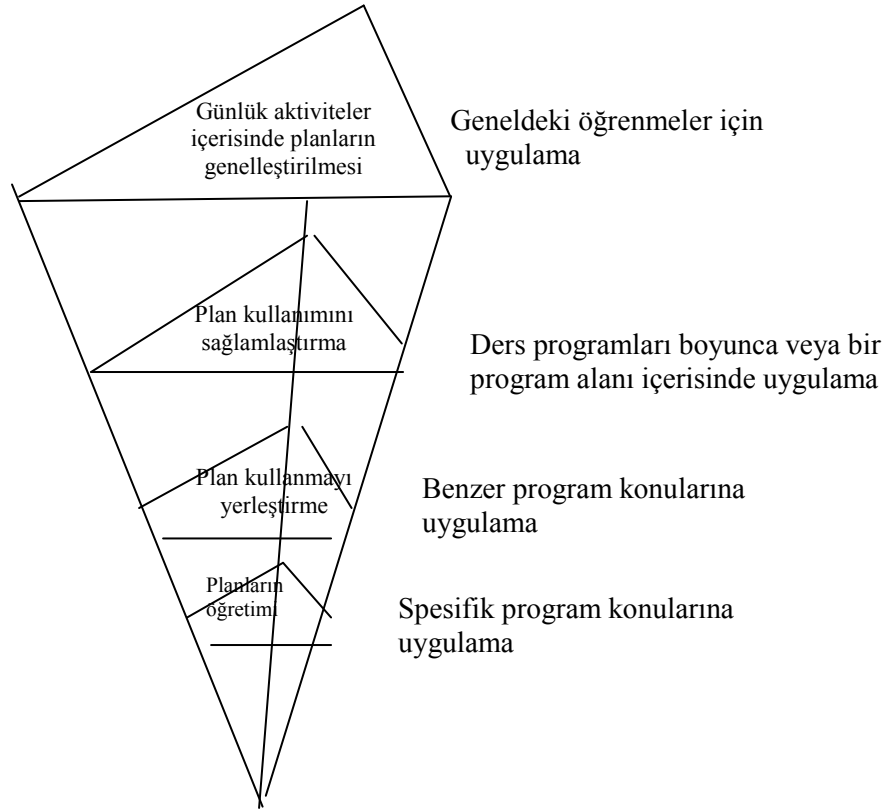 Günlük aktiviteler
içerisinde planların
genelleştirilmesi
Geneldeki öğrenmeler için
uygulama
Plan kullanımını
sağlamlaştırma
Ders programları boyunca veya bir
program alanı içerisinde uygulama
Plan kullanmayı
yerleştirme
Benzer program konularına
uygulama
Planların
öğretimi
Spesifik program konularına
uygulama